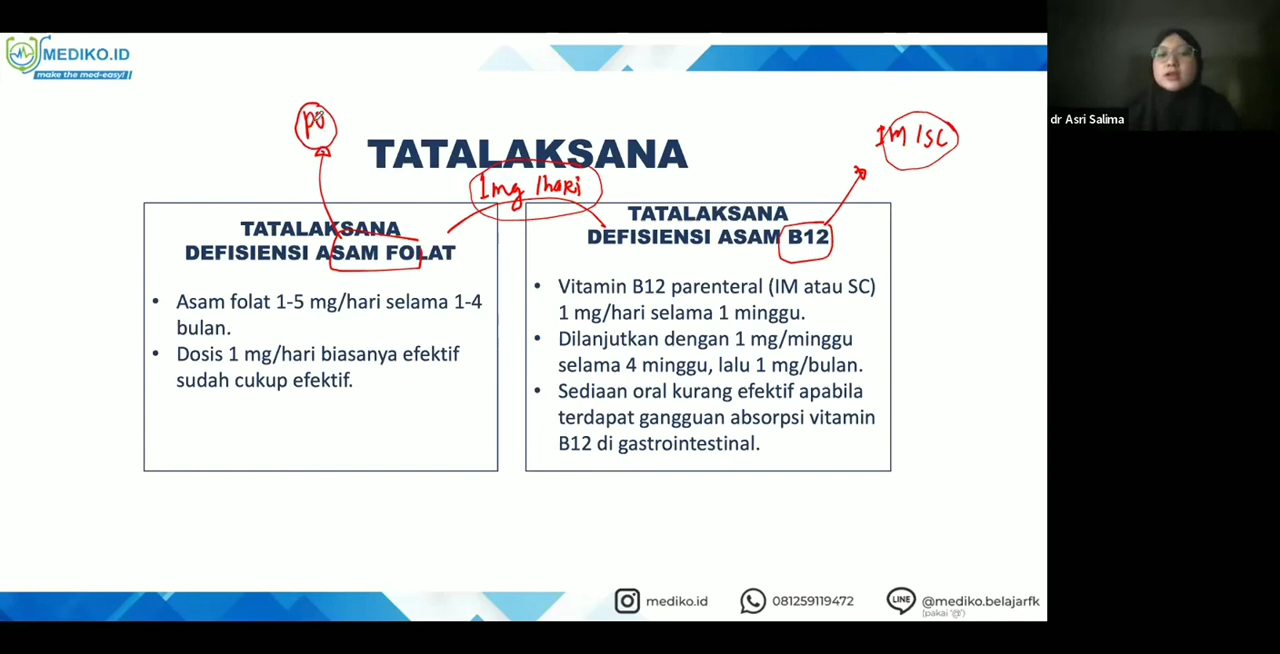 MEDIKO.ID
make the med-easy!
dr Asri Salima
PO
IM/SC
TATALAKSANA
1mg/hari
TATALAKSANA
DEFISIENSI ASAM FOLAT
• Asam folat 1-5 mg/hari selama 1-4
bulan.
• Dosis 1 mg/hari biasanya efektif
sudah cukup efektif.
TATALAKSANA
DEFISIENSI ASAM B12
• Vitamin B12 parenteral (IM atau SC)
1 mg/hari selama 1 minggu.
• Dilanjutkan dengan 1 mg/minggu
selama 4 minggu, lalu 1 mg/bulan.
• Sediaan oral kurang efektif apabila
terdapat gangguan absorpsi vitamin
B12 di gastrointestinal.
mediko.id
081259119472
LINE
@mediko.belajarfk
(pakai '@')